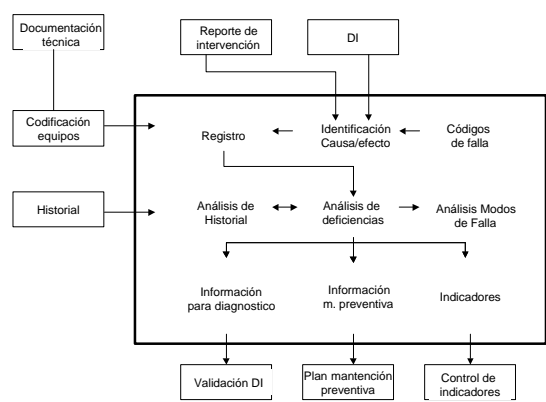 Documentación
técnica
Reporte de
intervención
DI
Codificación
equipos
Registro
Identificación
Causa/efecto
Códigos
de falla
Historial
Análisis de
Historial
Análisis de
deficiencias
Análisis Modos
de Falla
Información
para diagnostico
Información
m. preventiva
Indicadores
Validación DI
Plan mantención
preventiva
Control de
indicadores